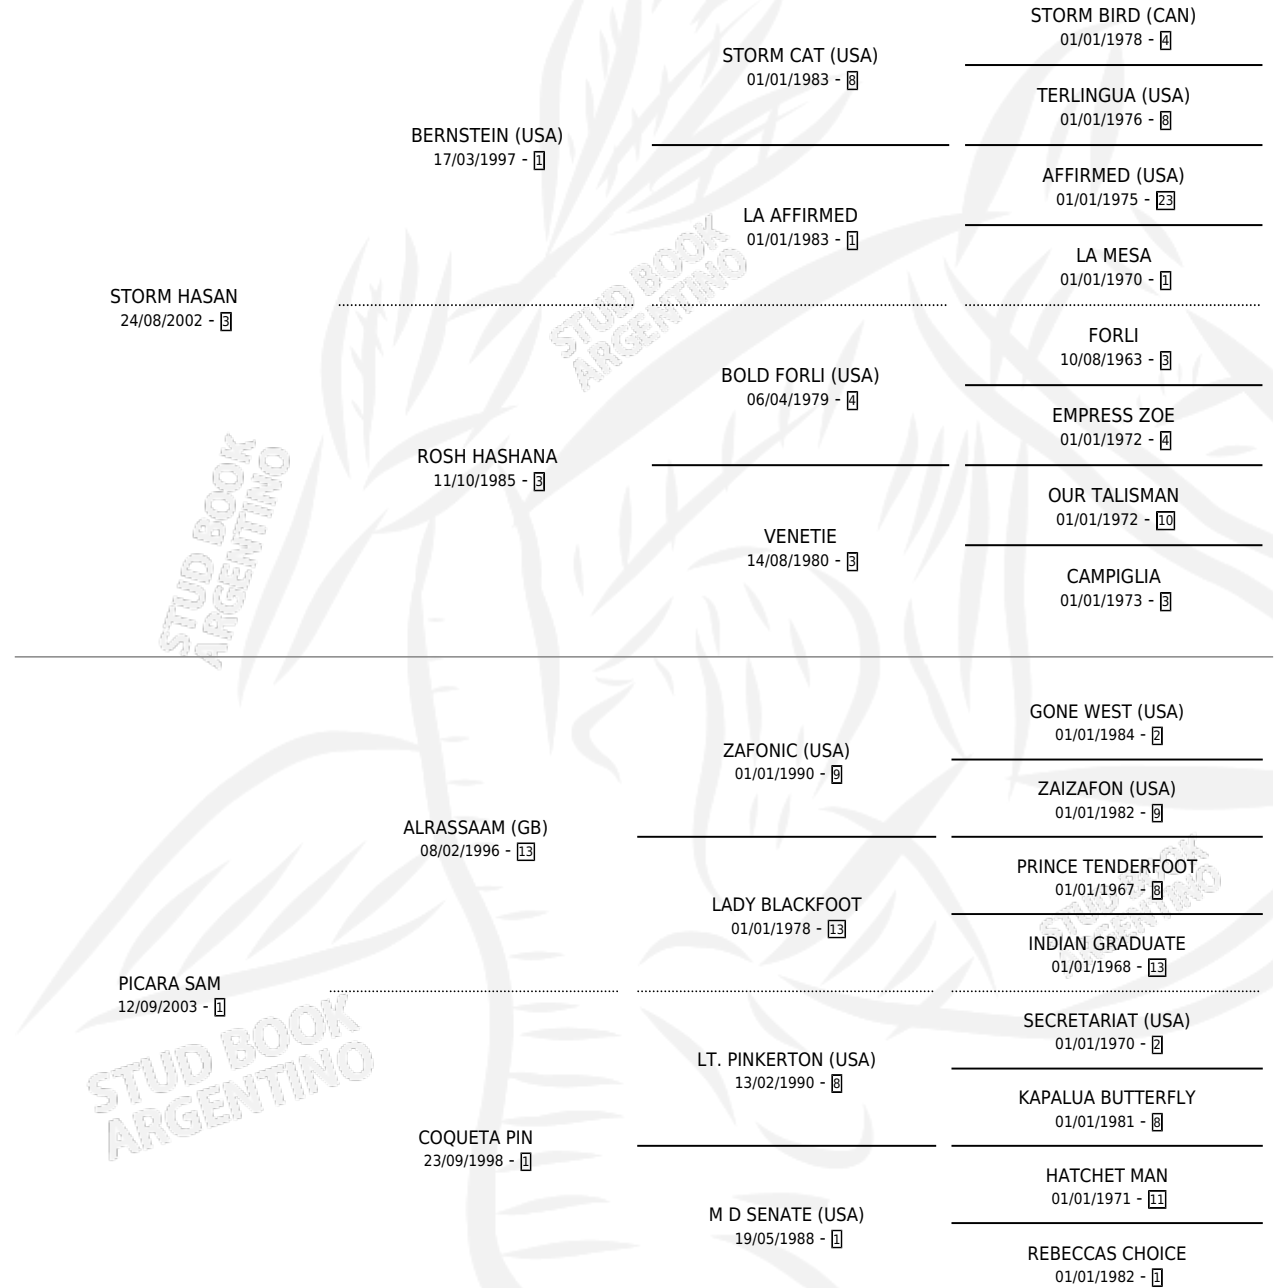 STORM BIRD (CAN)
01/01/1978 - 4
STORM CAT (USA)
01/01/1983 - 8
TERLINGUA (USA)
01/01/1976 - 8
BERNSTEIN (USA)
17/03/1997 - 1
AFFIRMED (USA)
01/01/1975 - 23
LA AFFIRMED
01/01/1983 - 1
LA MESA
01/01/1970 - 1
STORM HASAN
24/08/2002 - 3
STUD BOOK
ARGENTINO
FORLI
10/08/1963 - 3
BOLD FORLI (USA)
06/04/1979 - 4
EMPRESS ZOE
01/01/1972 - 4
ROSH HASHANA
11/10/1985 - 3
OUR TALISMAN
01/01/1972 - 10
VENETIE
14/08/1980 - 3
CAMPIGLIA
01/01/1973 - 3
STUD BOOK
ARGENTINO
GONE WEST (USA)
01/01/1984 - 2
ZAFONIC (USA)
01/01/1990 - 9
ZAIZAFON (USA)
01/01/1982 - 9
ALRASSAAM (GB)
08/02/1996 - 13
PRINCE TENDERFOOT
01/01/1967 - 8
LADY BLACKFOOT
01/01/1978 - 13
STUD BOOK
ARGENTINO
INDIAN GRADUATE
01/01/1968 - 13
PICARA SAM
12/09/2003 - 1
SECRETARIAT (USA)
01/01/1970 - 2
LT. PINKERTON (USA)
13/02/1990 - 8
KAPALUA BUTTERFLY
01/01/1981 - 8
STUD BOOK
ARGENTINO
COQUETA PIN
23/09/1998 - 1
HATCHET MAN
01/01/1971 - 11
M D SENATE (USA)
19/05/1988 - 1
REBECCAS CHOICE
01/01/1982 - 1